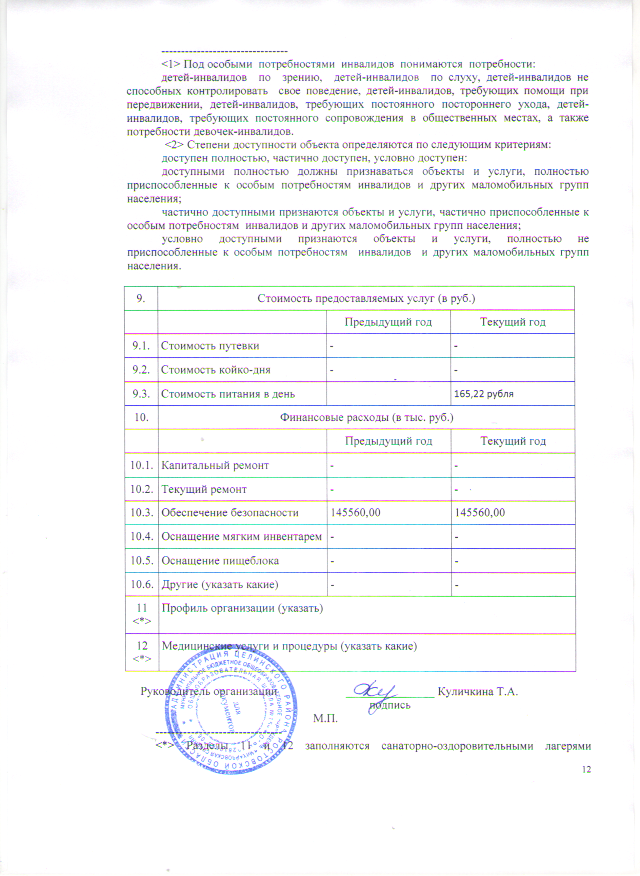 --------------------------------
<1> Под особыми потребностями инвалидов понимаются потребности:
детей-инвалидов по зрению, детей-инвалидов по слуху, детей-инвалидов не
способных контролировать свое поведение, детей-инвалидов, требующих помощи при
передвижении, детей-инвалидов, требующих постоянного постороннего ухода, детей-
инвалидов, требующих постоянного сопровождения в общественных местах, а также
потребности девочек-инвалидов.
<2> Степени доступности объекта определяются по следующим критериям:
доступен полностью, частично доступен, условно доступен:
доступными полностью должны признаваться объекты и услуги, полностью
приспособленные к особым потребностям инвалидов и других маломобильных групп
населения;
частично доступными признаются объекты и услуги, частично приспособленные к
особым потребностям инвалидов и других маломобильных групп населения;
условно доступными признаются объекты и услуги, полностью не
приспособленные к особым потребностям инвалидов и других маломобильных групп
населения.
9. Стоимость предоставляемых услуг (в руб.)
Предыдущий год Текущий год
9.1. Стоимость путевки - -
9.2. Стоимость койко-дня - -
9.3. Стоимость питания в день 165,22 рубля
10. Финансовые расходы (в тыс. руб.)
Предыдущий год Текущий год
10.1. Капитальный ремонт - -
10.2. Текущий ремонт - -
10.3. Обеспечение безопасности 145560,00 145560,00
10.4. Оснащение мягким инвентарем - -
10.5. Оснащение пищеблока - -
10.6. Другие (указать какие) - -
11 Профиль организации (указать)
<*>
12 Медицинские услуги и процедуры (указать какие)
<*>
Руководитель организации Куличкина Т.А.
подпись
М.П.
АДМИНИСТРАЦИЯ ЦЕЛИНСКОГО РАЙОНА РОСТОВСКОЙ ОБЛАСТИ
для
документов
<*> Разделы 11 и 12 заполняются санаторно-оздоровительными лагерями
12